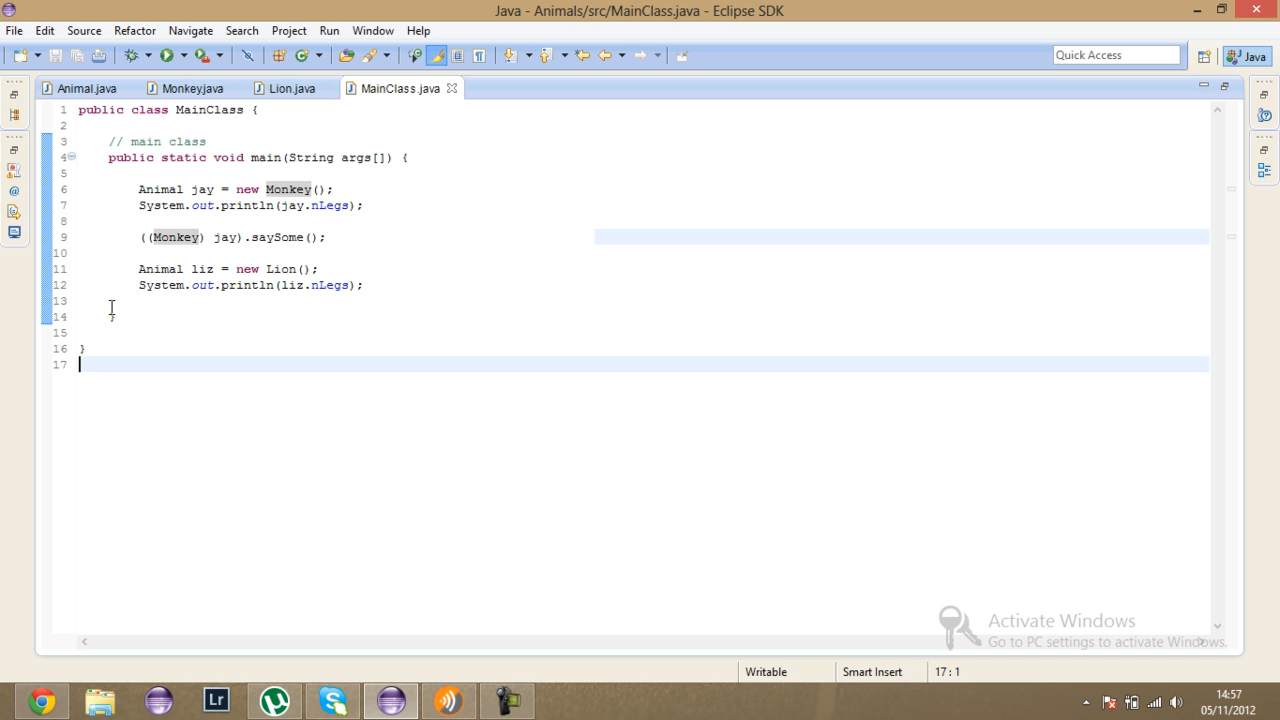 Java - Animals/src/MainClass.java - Eclipse SDK
File Edit Source Refactor Navigate Search Project Run Window Help
Quick Access
Java
Animal.java Monkey.java Lion.java MainClass.java
1 public class MainClass {
2
3 // main class
4 public static void main(String args[]) {
5
6 Animal jay = new Monkey();
7 System.out.println(jay.nLegs);
8
9 ((Monkey) jay).saySome();
10
11 Animal liz = new Lion();
12 System.out.println(liz.nLegs);
13
14 }
15
16 }
17
Activate Windows
Go to PC settings to activate Windows.
Writable Smart Insert 17 : 1
Lr
14:57
05/11/2012